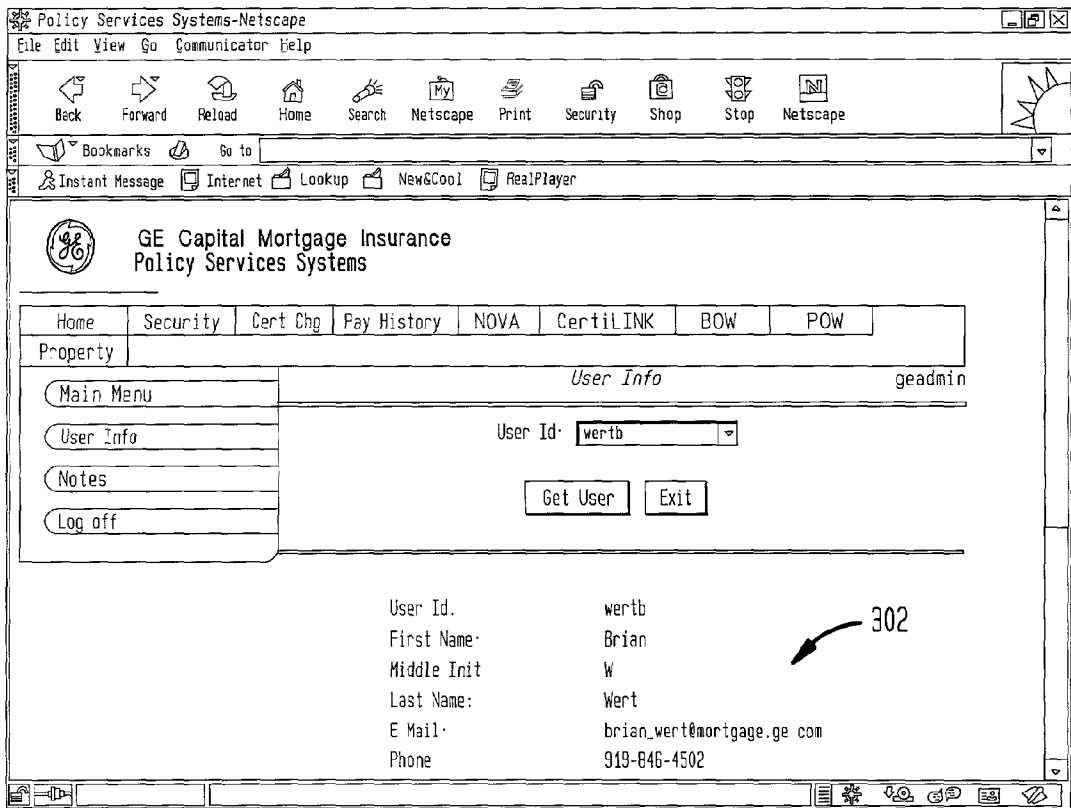 Policy Services Systems-Netscape
File Edit View Go Communicator Help
Back Forward Reload Home Search Netscape Print Security Shop Stop Netscape
My N
Bookmarks Go to
Instant Message Internet Lookup New&Cool RealPlayer
GE GE Capital Mortgage Insurance
Policy Services Systems
Home Security Cert Chg Pay History NOVA CertiLINK BOW POW
Property
User Info geadmin
Main Menu
User Info
Notes
Log off
User Id· wertb
Get User Exit
User Id. wertb
First Name· Brian
Middle Init W
Last Name: Wert
E Mail· brian_wert@mortgage.ge com
Phone 919-846-4502
302